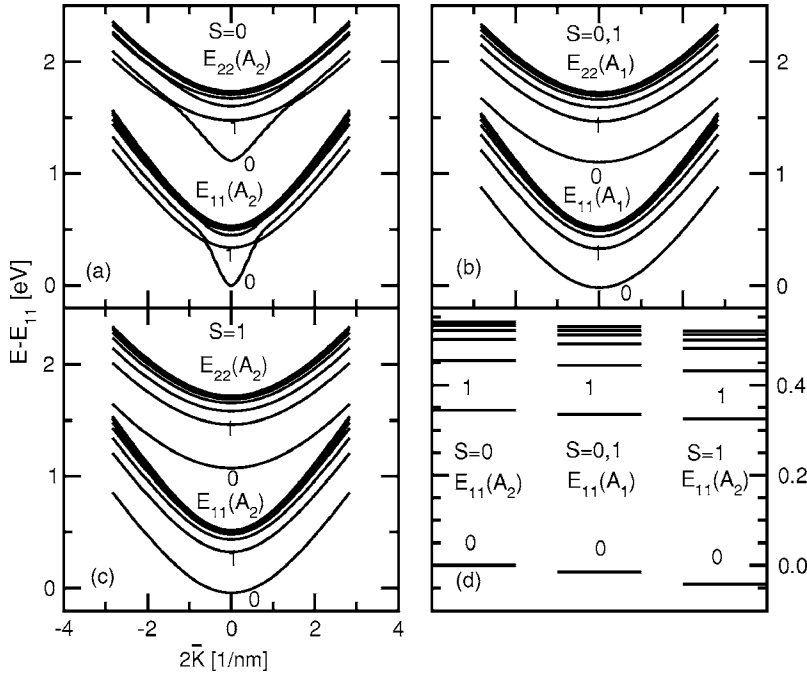 S=0
E22(A2)
2
1
0
1
E11(A2)
1
0
0
(a)
S=0,1
E22(A1)
2
1
0
1
E11(A1)
1
0
0
(b)
E-E11 [eV]
S=1
E22(A2)
2
1
0
E11(A2)
1
1
0
0
(c)
-4 -2 0 2 4
2K̄ [1/nm]
1 1 1
0.4
S=0 S=0,1 S=1
E11(A2) E11(A1) E11(A2)
0.2
0 0 0
0.0
(d)